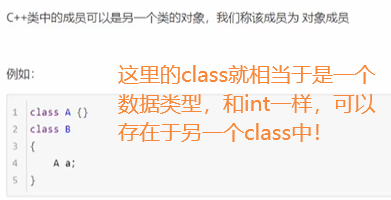 C++类中的成员可以是另一个类的对象，我们称该成员为 对象成员
例如：
这里的class就相当于是一个
数据类型，和int一样，可以
存在于另一个class中！
1 class A {}
2 class B
3 {
4 A a;
5 }